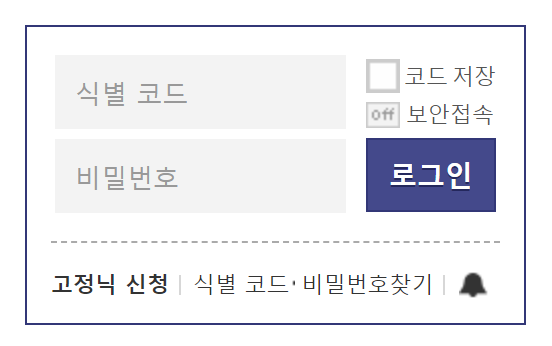 식별 코드
코드 저장
off 보안접속
비밀번호
로그인
고정닉 신청 | 식별 코드· 비밀번호찾기 |